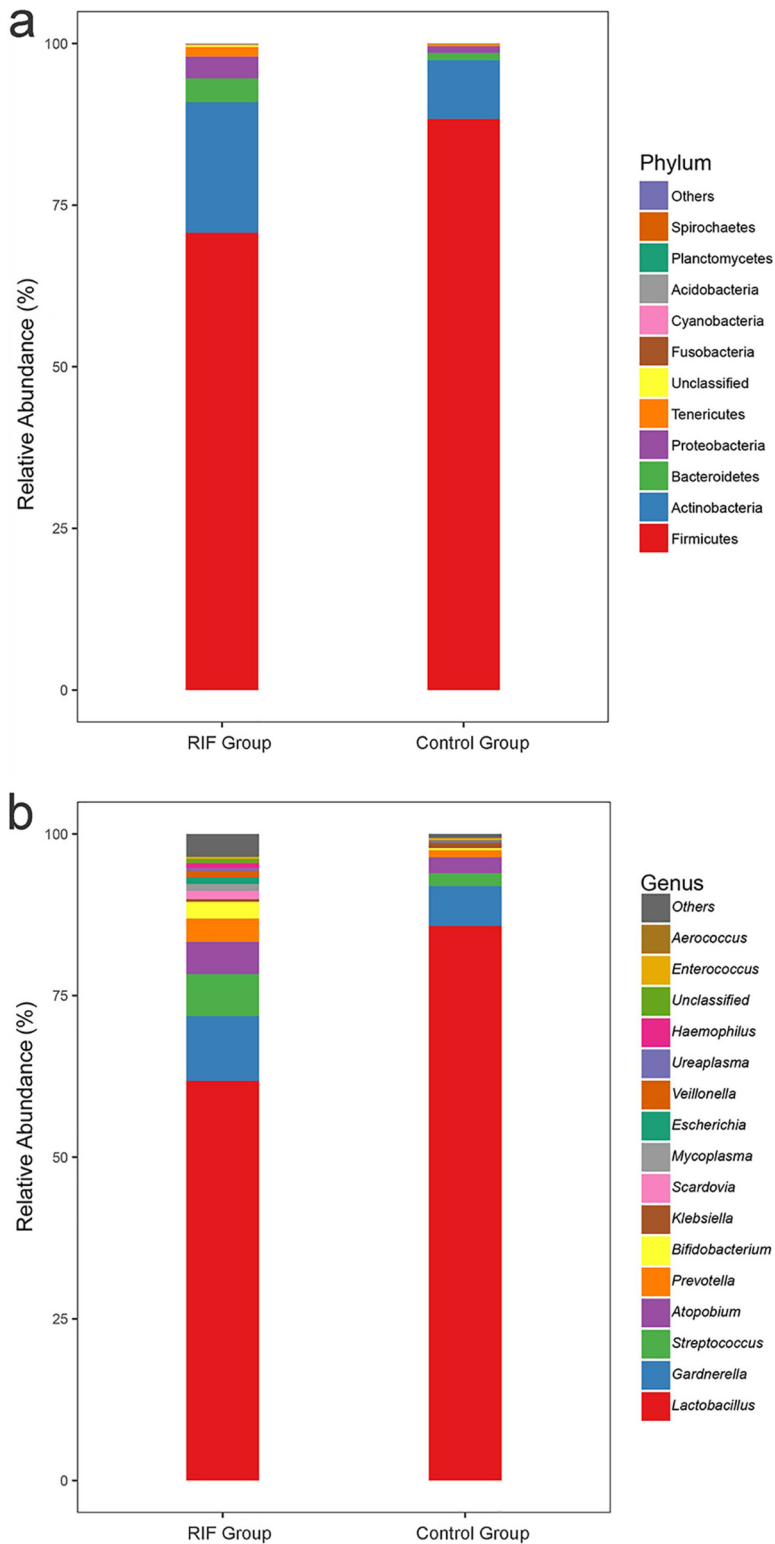 a
100
75
50
25
0
Relative Abundance (%)
RIF Group
Control Group
Phylum
Others
Spirochaetes
Planctomycetes
Acidobacteria
Cyanobacteria
Fusobacteria
Unclassified
Tenericutes
Proteobacteria
Bacteroidetes
Actinobacteria
Firmicutes
b
100
75
50
25
0
Relative Abundance (%)
RIF Group
Control Group
Genus
Others
Aerococcus
Enterococcus
Unclassified
Haemophilus
Ureaplasma
Veillonella
Escherichia
Mycoplasma
Scardovia
Klebsiella
Bifidobacterium
Prevotella
Atopobium
Streptococcus
Gardnerella
Lactobacillus